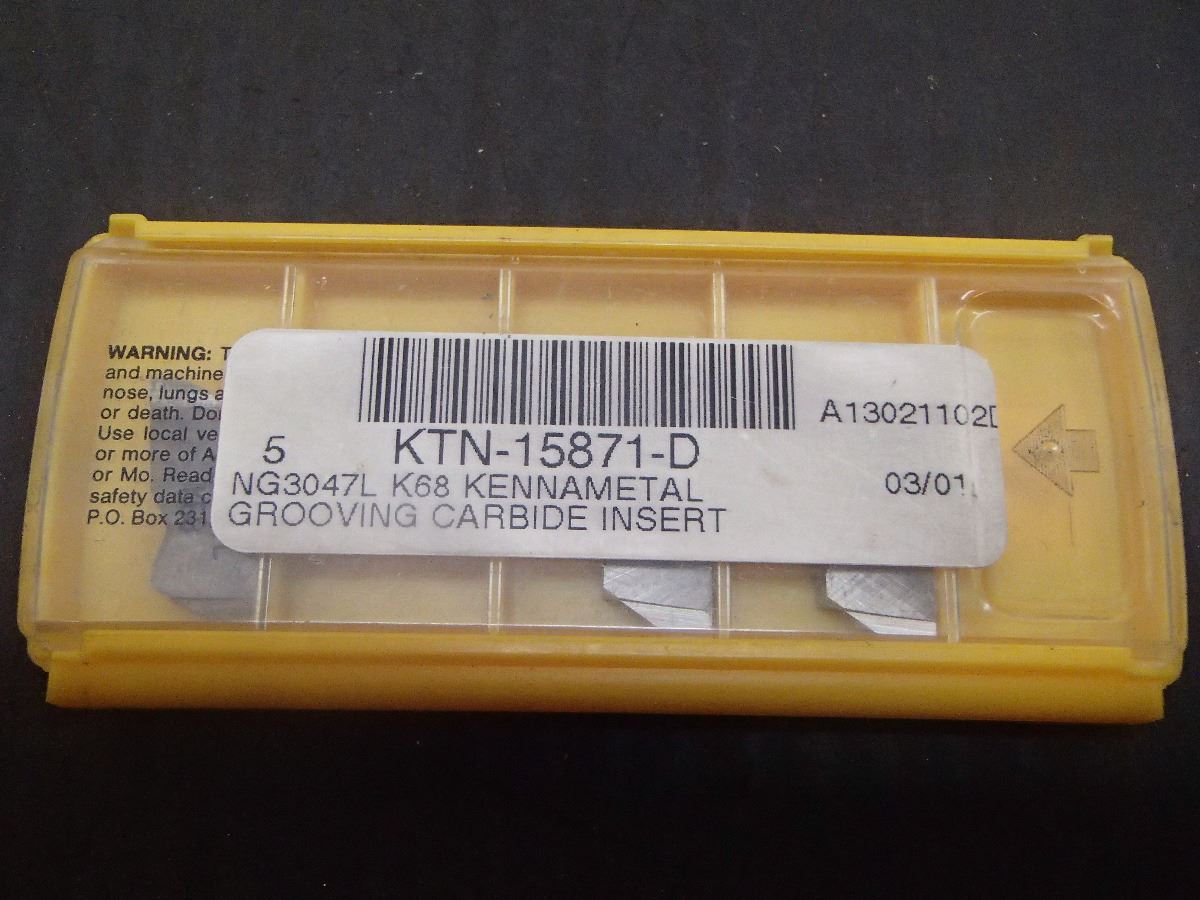 WARNING: T
and machine
nose, lungs a
or death. Do
Use local ve
or more of A
or Mo. Read
safety data c
P.O. Box 231
A13021102D
5 KTN-15871-D
NG3047L K68 KENNAMETAL 03/01
GROOVING CARBIDE INSERT